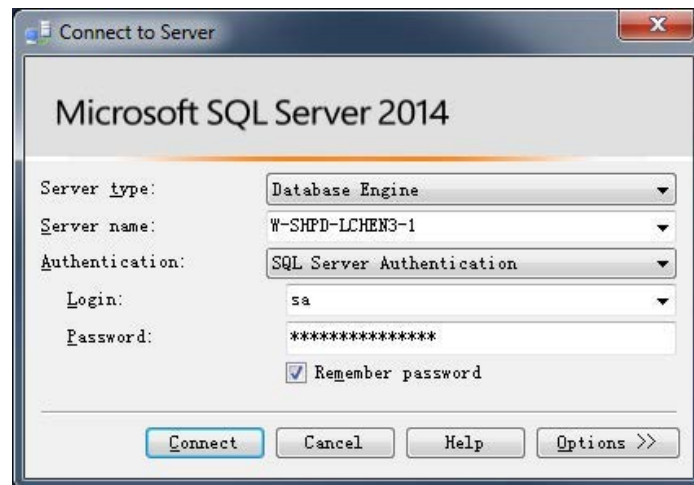 Connect to Server
Microsoft SQL Server 2014
Server type: Database Engine
Server name: W-SHPD-LCHEN3-1
Authentication: SQL Server Authentication
Login: sa
Password: ***************
Remember password
Connect Cancel Help Options >>